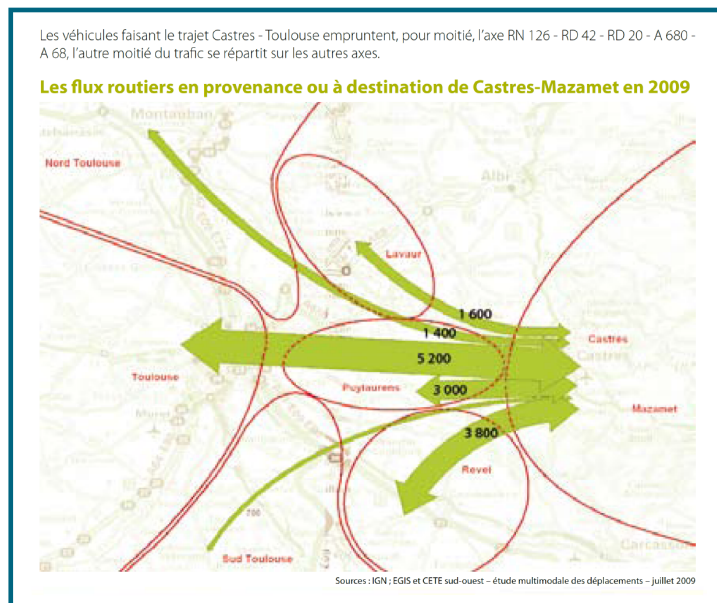 Les véhicules faisant le trajet Castres - Toulouse empruntent, pour moitié, l'axe RN 126 - RD 42 - RD 20 - A 680 -
A 68, l'autre moitié du trafic se répartit sur les autres axes.
Les flux routiers en provenance ou à destination de Castres-Mazamet en 2009
Montauban
Nord Toulouse
Albi
Lavaur
1 600
1 400
Castres
Castres
5 200
Toulouse
Puylaurens
3 000
Mazamet
Muret
3 800
Revel
700
Sud Toulouse
Carcassonne
Sources : IGN ; EGIS et CETE sud-ouest – étude multimodale des déplacements – juillet 2009